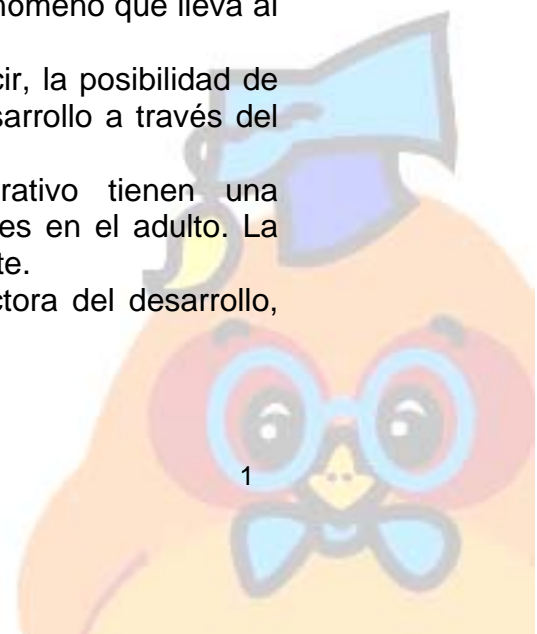 nómeno que lleva al
cir, la posibilidad de
sarrollo a través del
rativo tienen una
es en el adulto. La
te.
ctora del desarrollo,
1